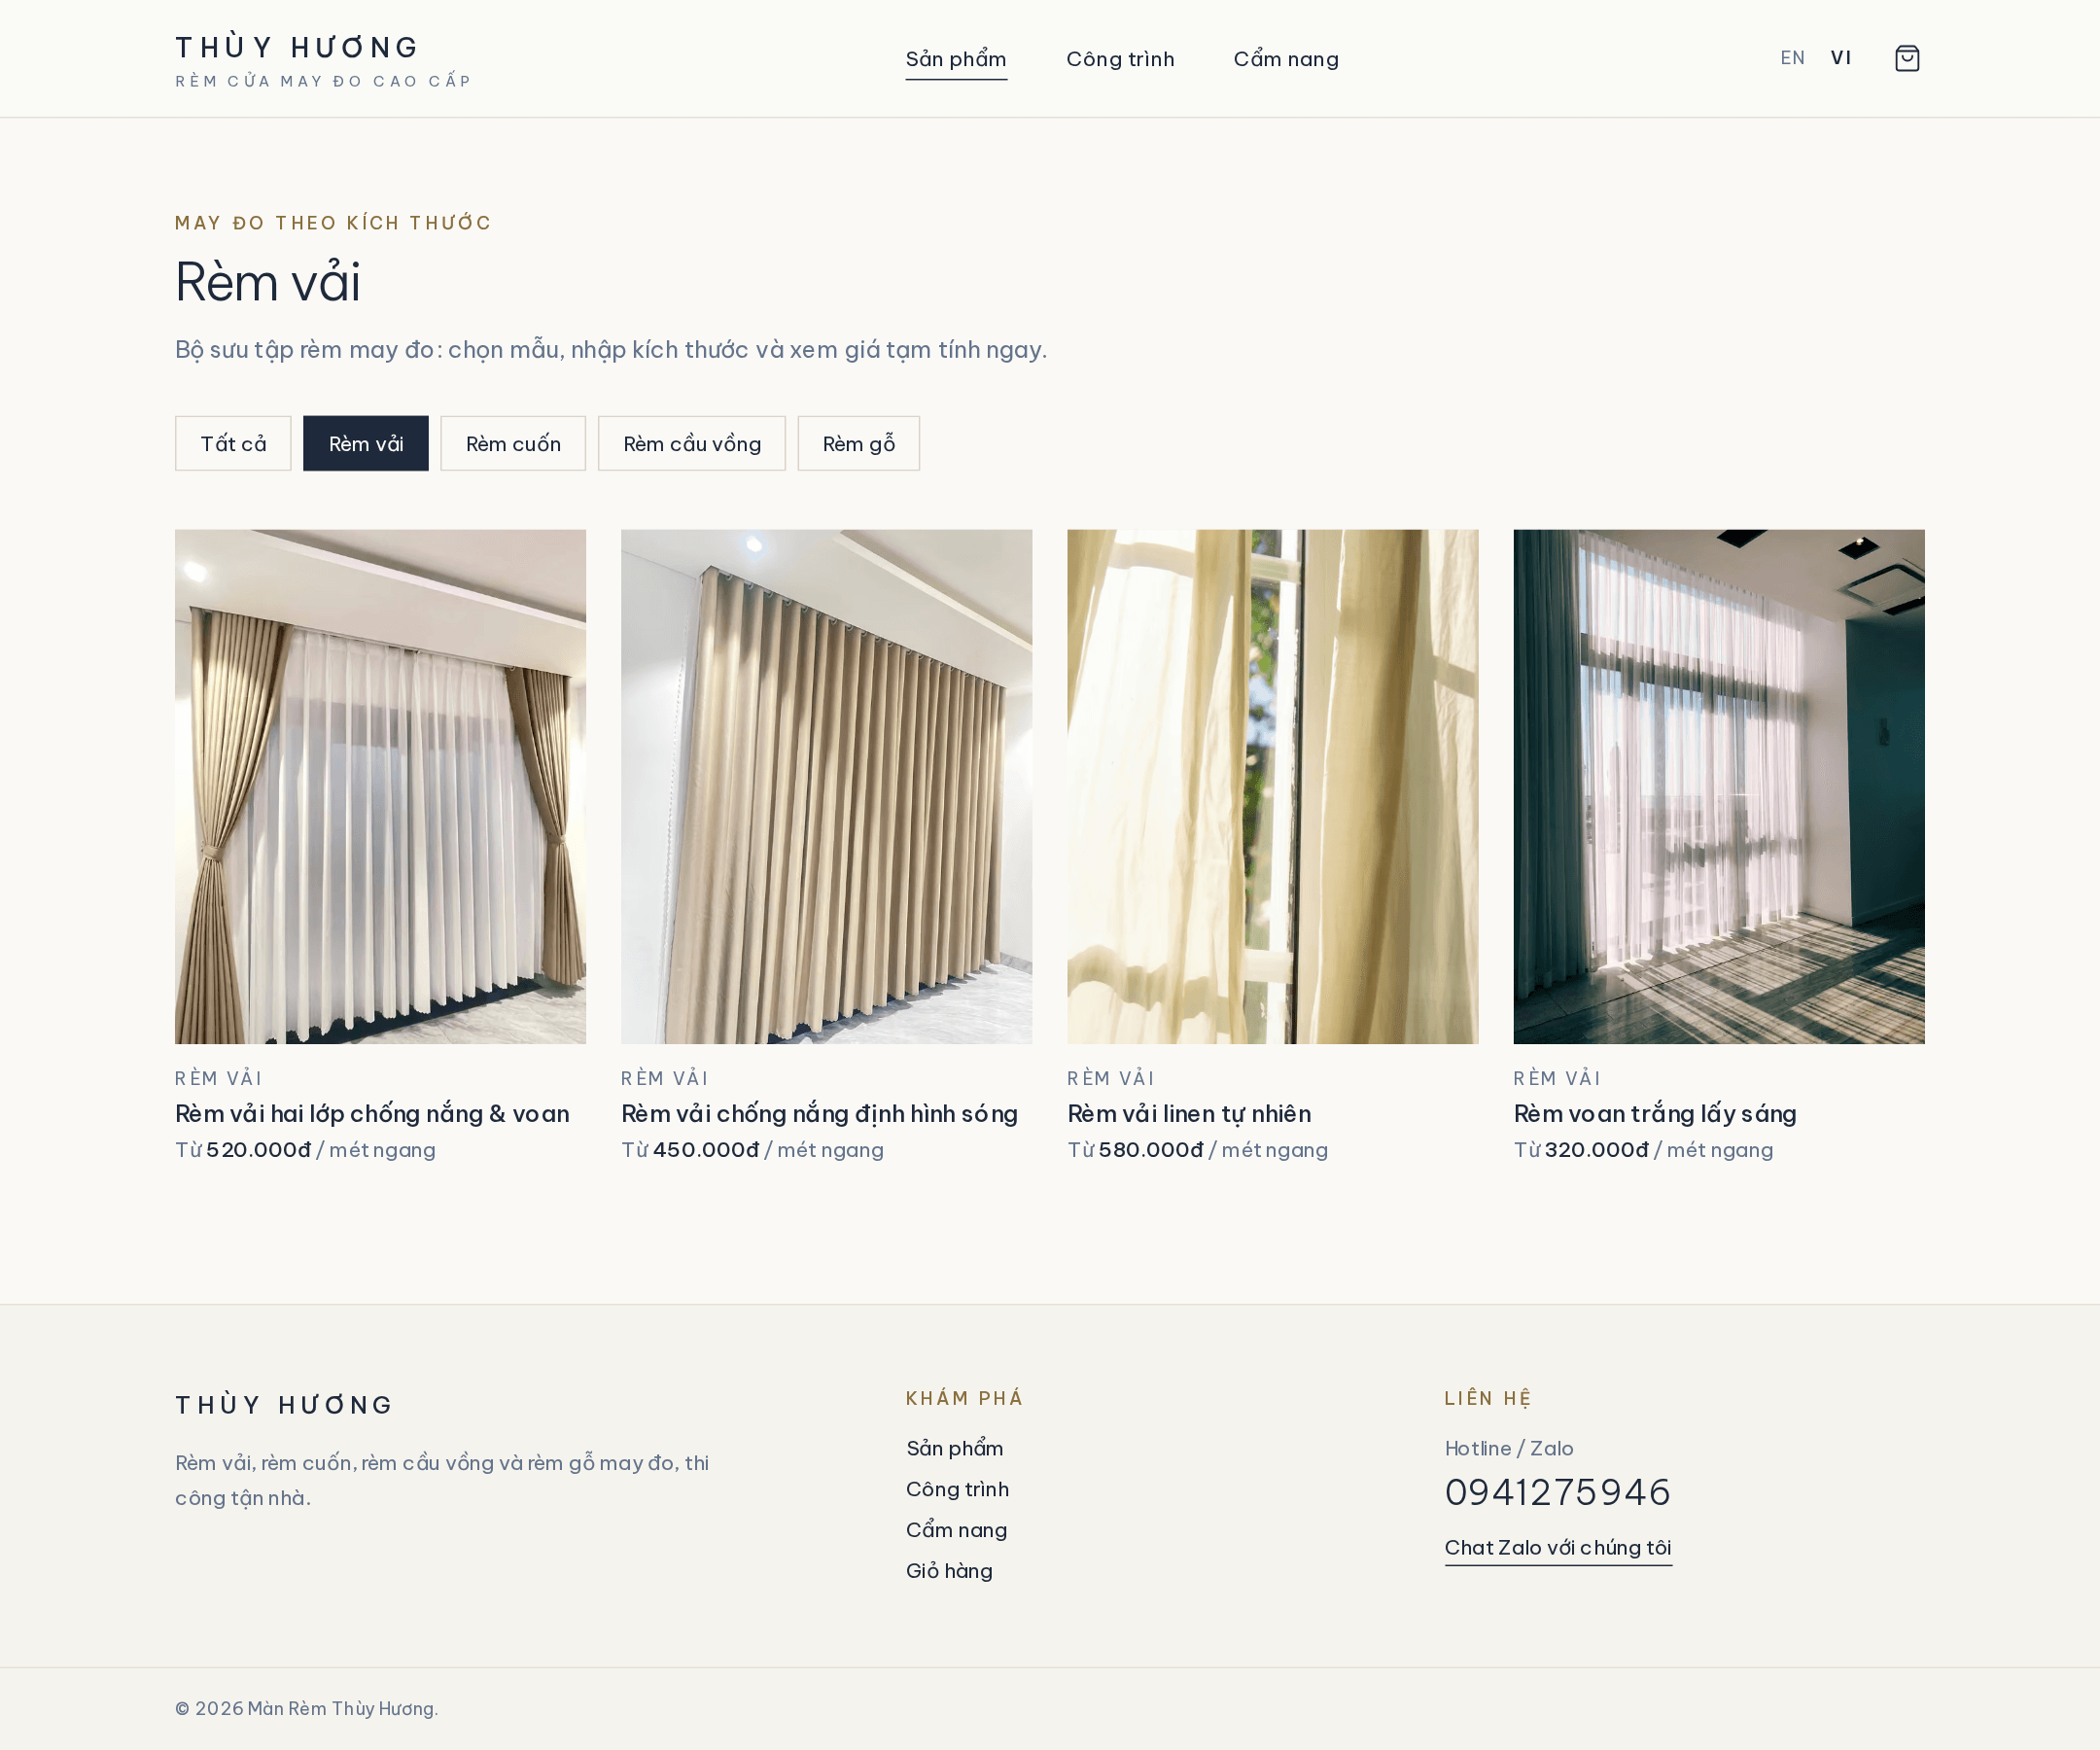 THÙY HƯƠNG
RÈM CỬA MAY ĐO CAO CẤP
Sản phẩm
Công trình
Cẩm nang
EN
VI
MAY ĐO THEO KÍCH THƯỚC
Rèm vải
Bộ sưu tập rèm may đo: chọn mẫu, nhập kích thước và xem giá tạm tính ngay.
Tất cả
Rèm vải
Rèm cuốn
Rèm cầu vồng
Rèm gỗ
RÈM VẢI
Rèm vải hai lớp chống nắng & voan
Từ 520.000đ / mét ngang
RÈM VẢI
Rèm vải chống nắng định hình sóng
Từ 450.000đ / mét ngang
RÈM VẢI
Rèm vải linen tự nhiên
Từ 580.000đ / mét ngang
RÈM VẢI
Rèm voan trắng lấy sáng
Từ 320.000đ / mét ngang
THÙY HƯƠNG
Rèm vải, rèm cuốn, rèm cầu vồng và rèm gỗ may đo, thi
công tận nhà.
KHÁM PHÁ
Sản phẩm
Công trình
Cẩm nang
Giỏ hàng
LIÊN HỆ
Hotline / Zalo
0941275946
Chat Zalo với chúng tôi
© 2026 Màn Rèm Thùy Hương.